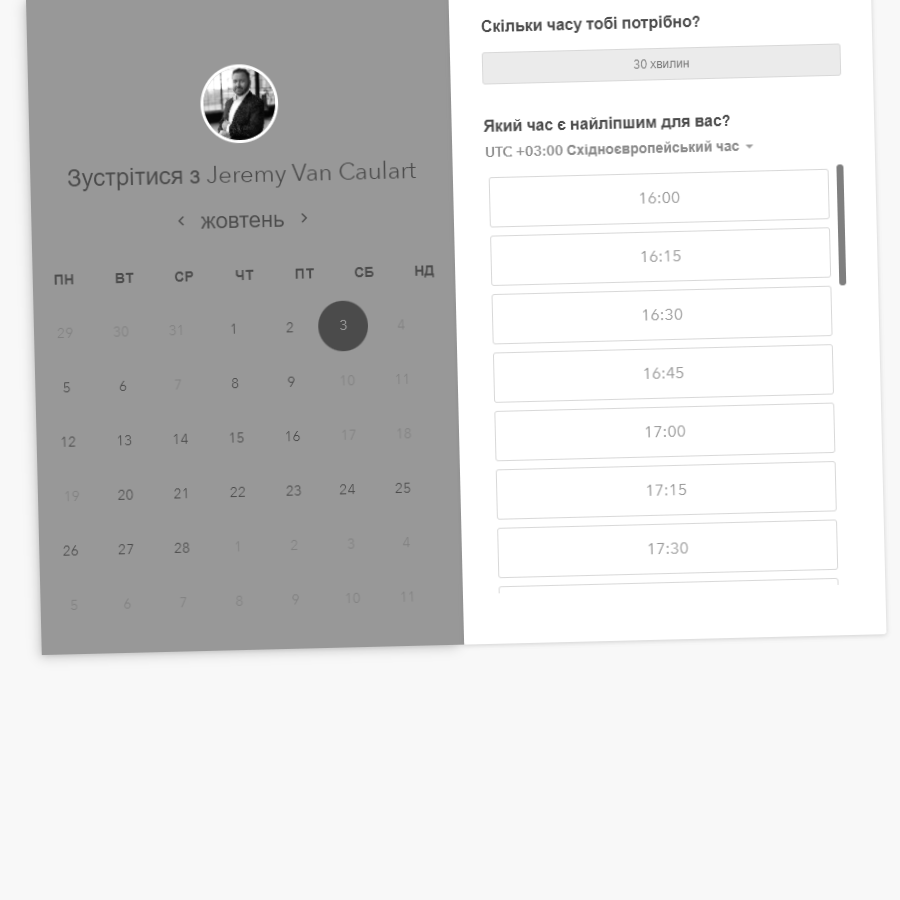 Зустрітися з Jeremy Van Caulart
жовтень
ПН ВТ СР ЧТ ПТ СБ НД
29 30 31 1 2 3 4
5 6 7 8 9 10 11
12 13 14 15 16 17 18
19 20 21 22 23 24 25
26 27 28 1 2 3 4
5 6 7 8 9 10 11
Скільки часу тобі потрібно?
30 хвилин
Який час є найліпшим для вас?
UTC +03:00 Східноєвропейський час
16:00
16:15
16:30
16:45
17:00
17:15
17:30